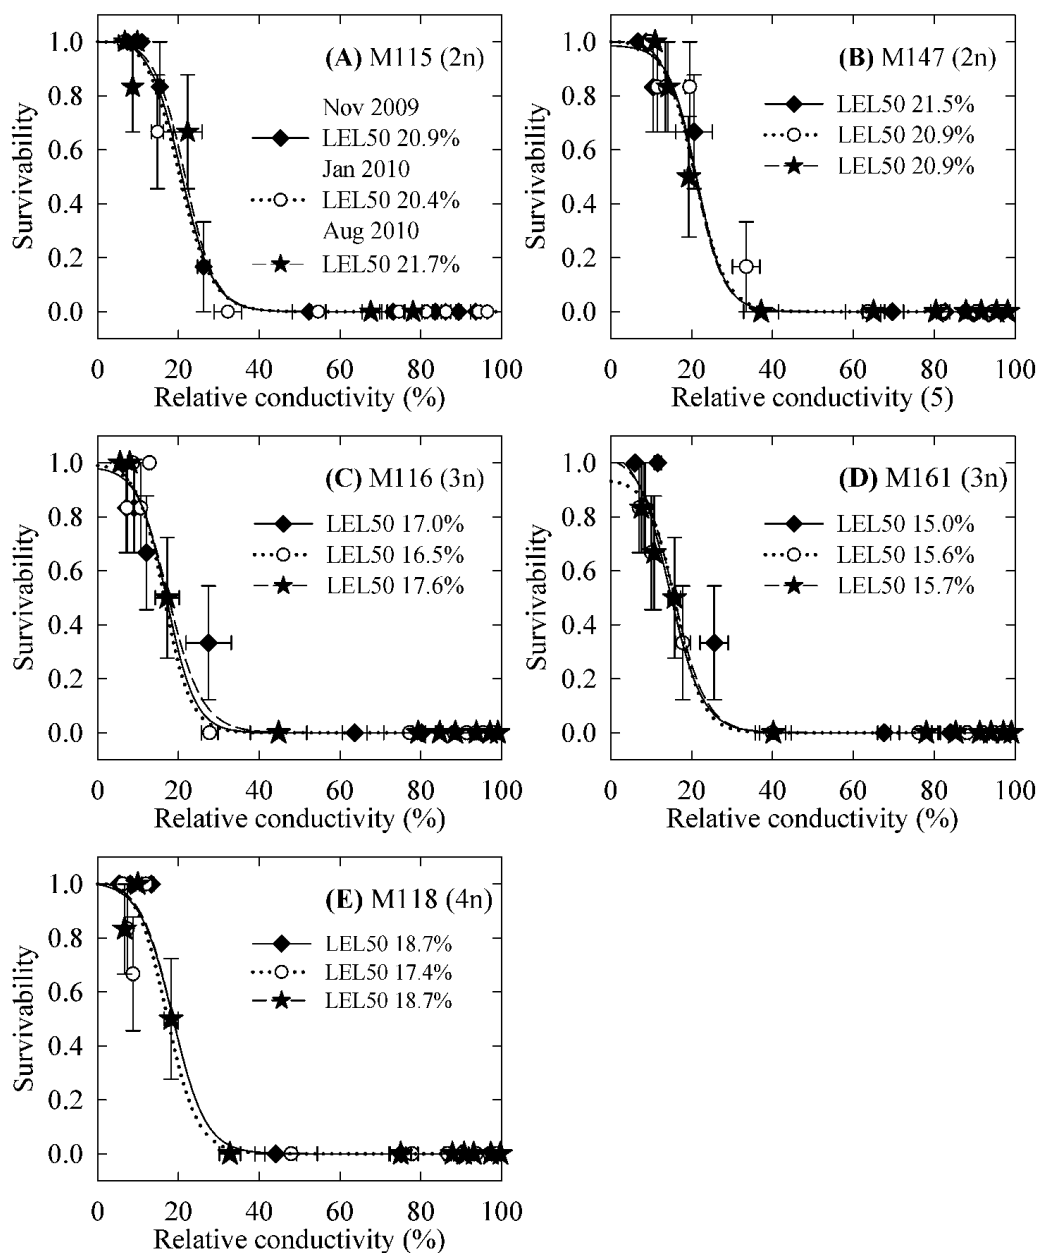 (A) M115 (2n)
Nov 2009
LEL50 20.9%
Jan 2010
LEL50 20.4%
Aug 2010
LEL50 21.7%
Survivability
1.0
0.8
0.6
0.4
0.2
0.0
0 20 40 60 80 100
Relative conductivity (%)
(B) M147 (2n)
LEL50 21.5%
LEL50 20.9%
LEL50 20.9%
Survivability
1.0
0.8
0.6
0.4
0.2
0.0
0 20 40 60 80 100
Relative conductivity (5)
(C) M116 (3n)
LEL50 17.0%
LEL50 16.5%
LEL50 17.6%
Survivability
1.0
0.8
0.6
0.4
0.2
0.0
0 20 40 60 80 100
Relative conductivity (%)
(D) M161 (3n)
LEL50 15.0%
LEL50 15.6%
LEL50 15.7%
Survivability
1.0
0.8
0.6
0.4
0.2
0.0
0 20 40 60 80 100
Relative conductivity (%)
(E) M118 (4n)
LEL50 18.7%
LEL50 17.4%
LEL50 18.7%
Survivability
1.0
0.8
0.6
0.4
0.2
0.0
0 20 40 60 80 100
Relative conductivity (%)